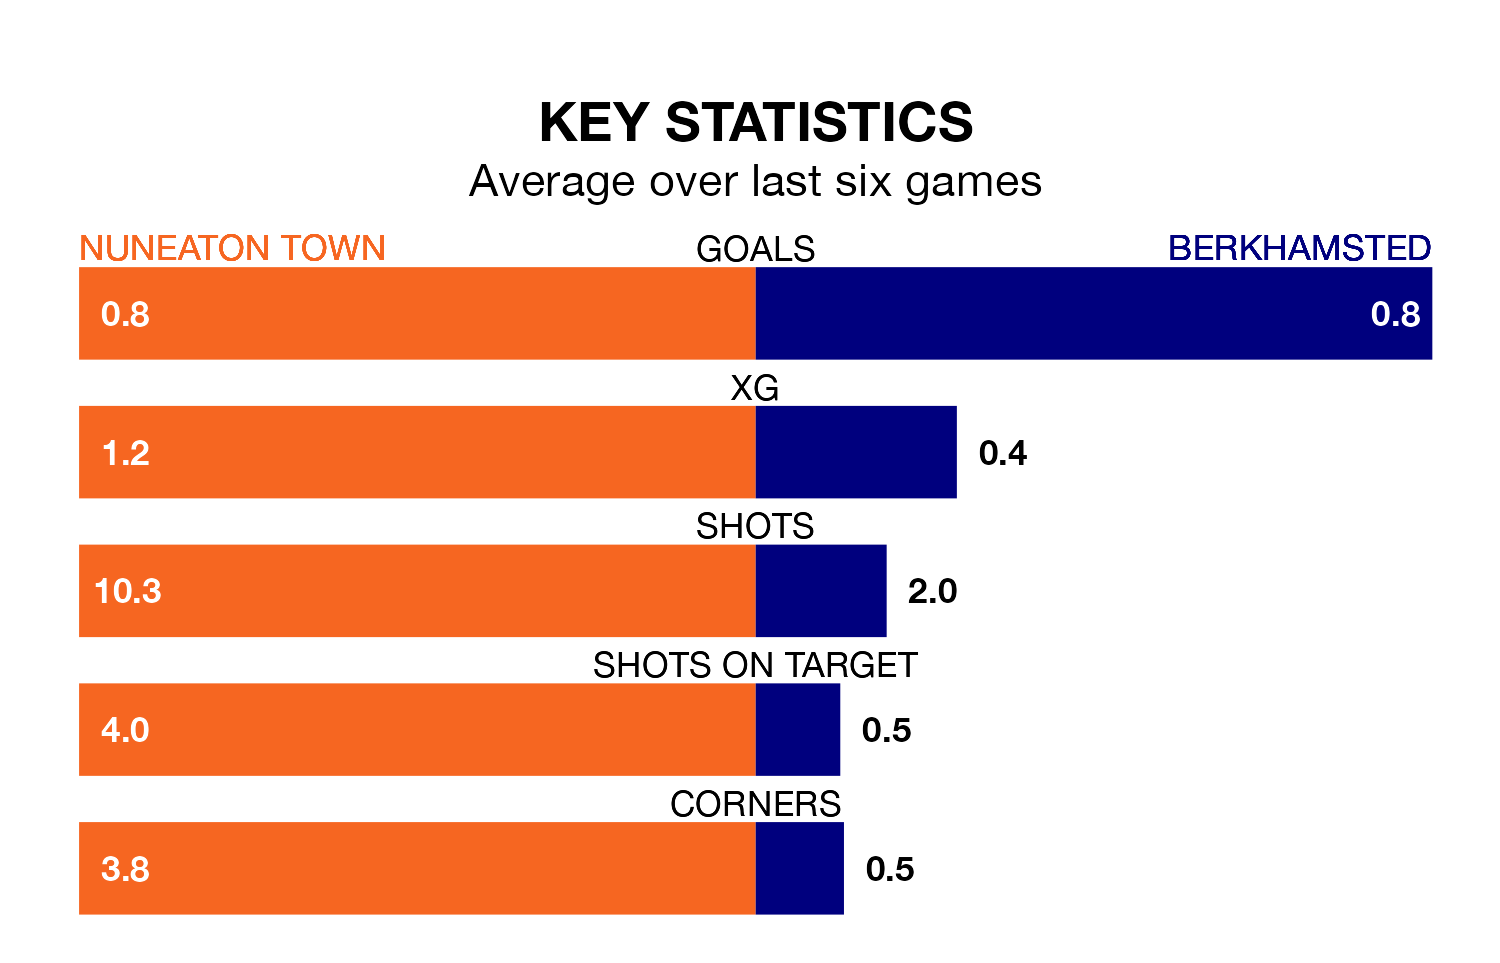 KEY STATISTICS
Average over last six games
NUNEATON TOWN GOALS BERKHAMSTED
0.8 0.8
XG
1.2 0.4
SHOTS
10.3 2.0
SHOTS ON TARGET
4.0 0.5
CORNERS
3.8 0.5